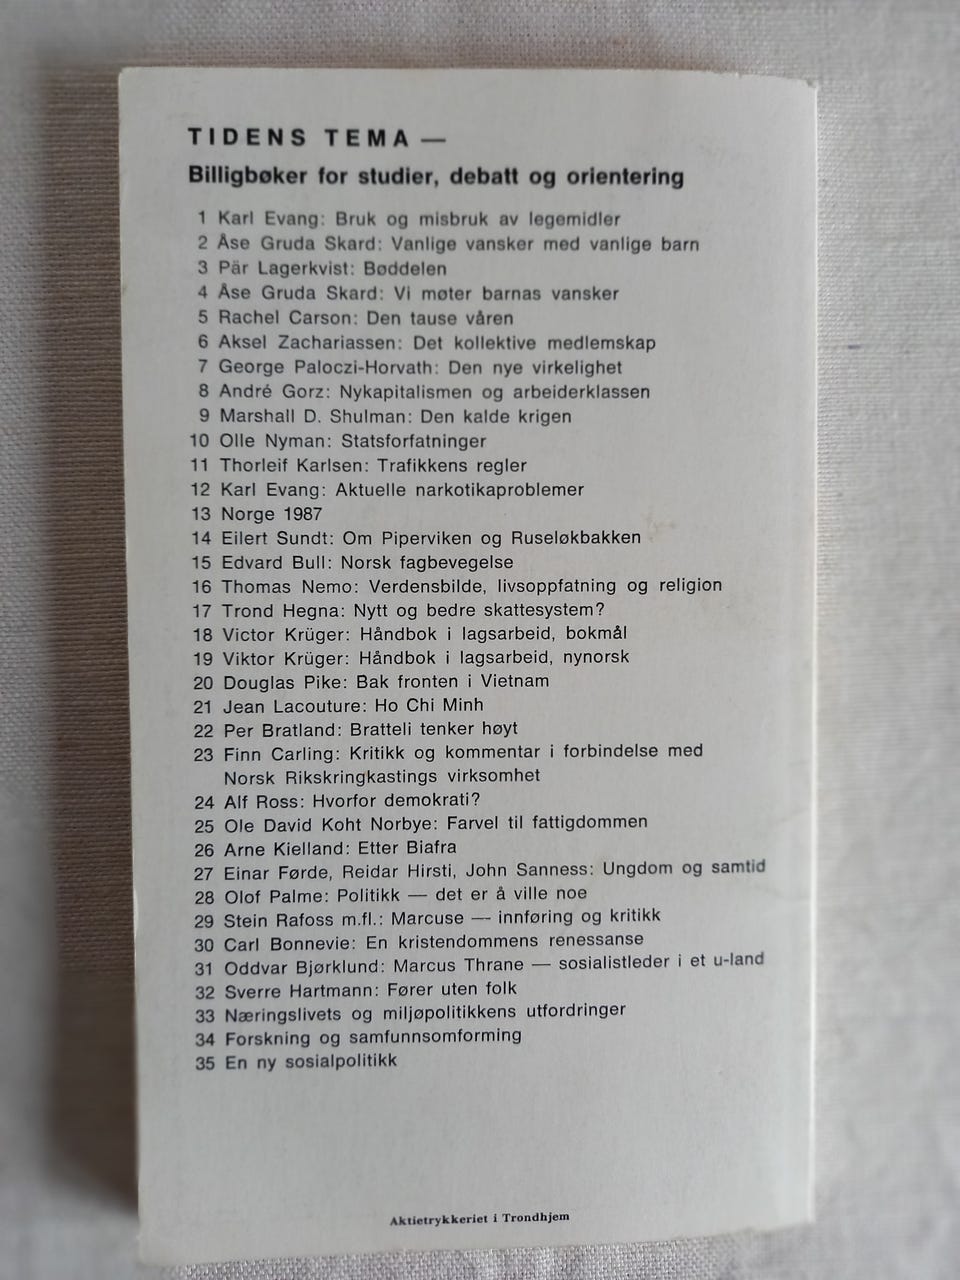 TIDENS TEMA —
Billigbøker for studier, debatt og orientering
1 Karl Evang: Bruk og misbruk av legemidler
2 Åse Gruda Skard: Vanlige vansker med vanlige barn
3 Pär Lagerkvist: Bøddelen
4 Åse Gruda Skard: Vi møter barnas vansker
5 Rachel Carson: Den tause våren
6 Aksel Zachariassen: Det kollektive medlemskap
7 George Paloczi-Horvath: Den nye virkelighet
8 André Gorz: Nykapitalismen og arbeiderklassen
9 Marshall D. Shulman: Den kalde krigen
10 Olle Nyman: Statsforfatninger
11 Thorleif Karlsen: Trafikkens regler
12 Karl Evang: Aktuelle narkotikaproblemer
13 Norge 1987
14 Eilert Sundt: Om Piperviken og Ruseløkbakken
15 Edvard Bull: Norsk fagbevegelse
16 Thomas Nemo: Verdensbilde, livsoppfatning og religion
17 Trond Hegna: Nytt og bedre skattesystem?
18 Victor Krüger: Håndbok i lagsarbeid, bokmål
19 Viktor Krüger: Håndbok i lagsarbeid, nynorsk
20 Douglas Pike: Bak fronten i Vietnam
21 Jean Lacouture: Ho Chi Minh
22 Per Bratland: Bratteli tenker høyt
23 Finn Carling: Kritikk og kommentar i forbindelse med
Norsk Rikskringkastings virksomhet
24 Alf Ross: Hvorfor demokrati?
25 Ole David Koht Norbye: Farvel til fattigdommen
26 Arne Kielland: Etter Biafra
27 Einar Førde, Reidar Hirsti, John Sanness: Ungdom og samtid
28 Olof Palme: Politikk — det er å ville noe
29 Stein Rafoss m.fl.: Marcuse — innføring og kritikk
30 Carl Bonnevie: En kristendommens renessanse
31 Oddvar Bjørklund: Marcus Thrane — sosialistleder i et u-land
32 Sverre Hartmann: Fører uten folk
33 Næringslivets og miljøpolitikkens utfordringer
34 Forskning og samfunnsomforming
35 En ny sosialpolitikk
Aktietrykkeriet i Trondhjem